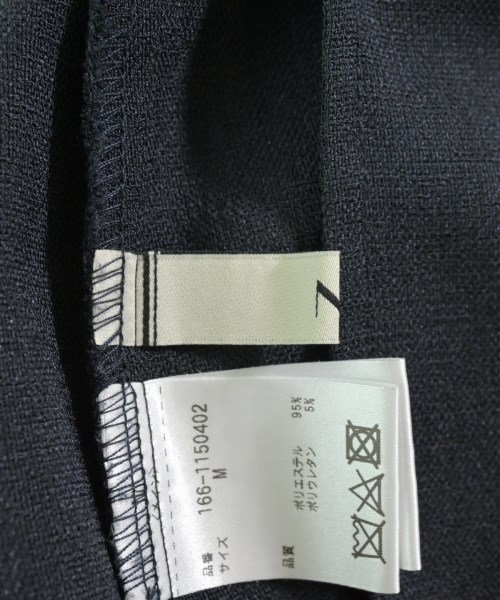 品番 166-1150402
サイズ M
品質 ポリエステル 95%
ポリウレタン 5%